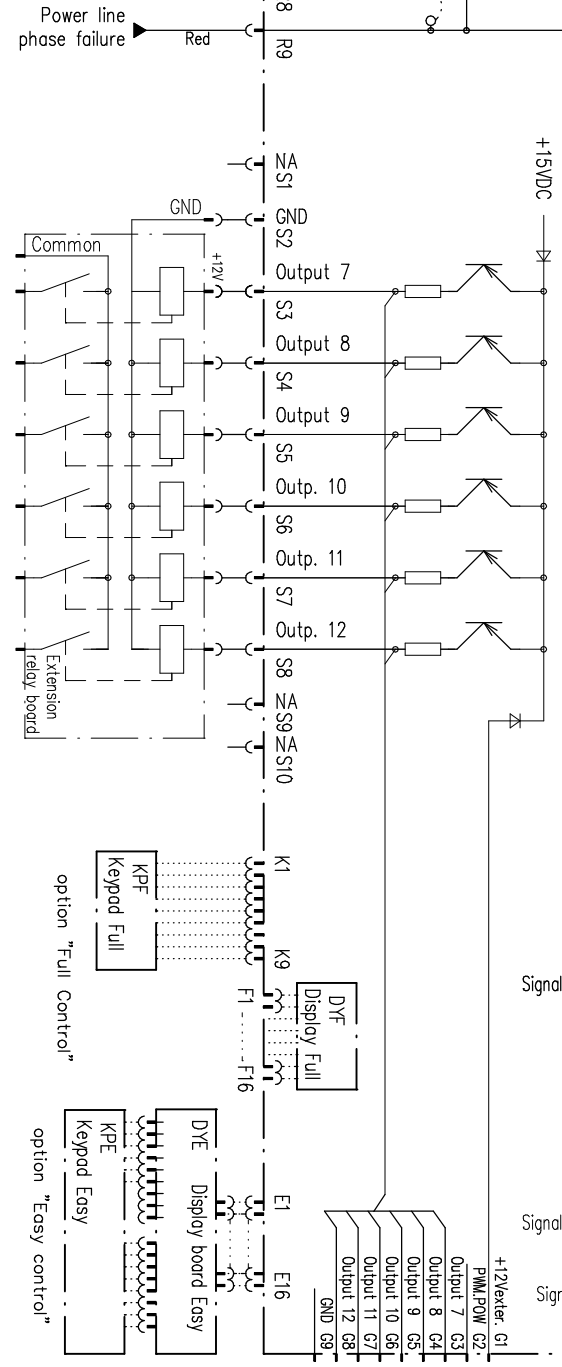 8
Power line
phase failure
Red
R9
NA
S1
+15VDC
GND
GND
S2
Common
+12V
Output 7
S3
Output 8
S4
Output 9
S5
Outp. 10
S6
Outp. 11
S7
Outp. 12
S8
Extension
relay board
NA
S9
NA
S10
K1
KPF
Keypad Full
option "Full Control"
K9
Signal
F1
DYF
Display Full
F16
KPE
Keypad Easy
option "Easy control"
DYE
Display board Easy
E1
E16
Signal
Sign
+12Vexter. G1
PWM.POW G2
Output 7 G3
Output 8 G4
Output 9 G5
Output 10 G6
Output 11 G7
Output 12 G8
GND G9